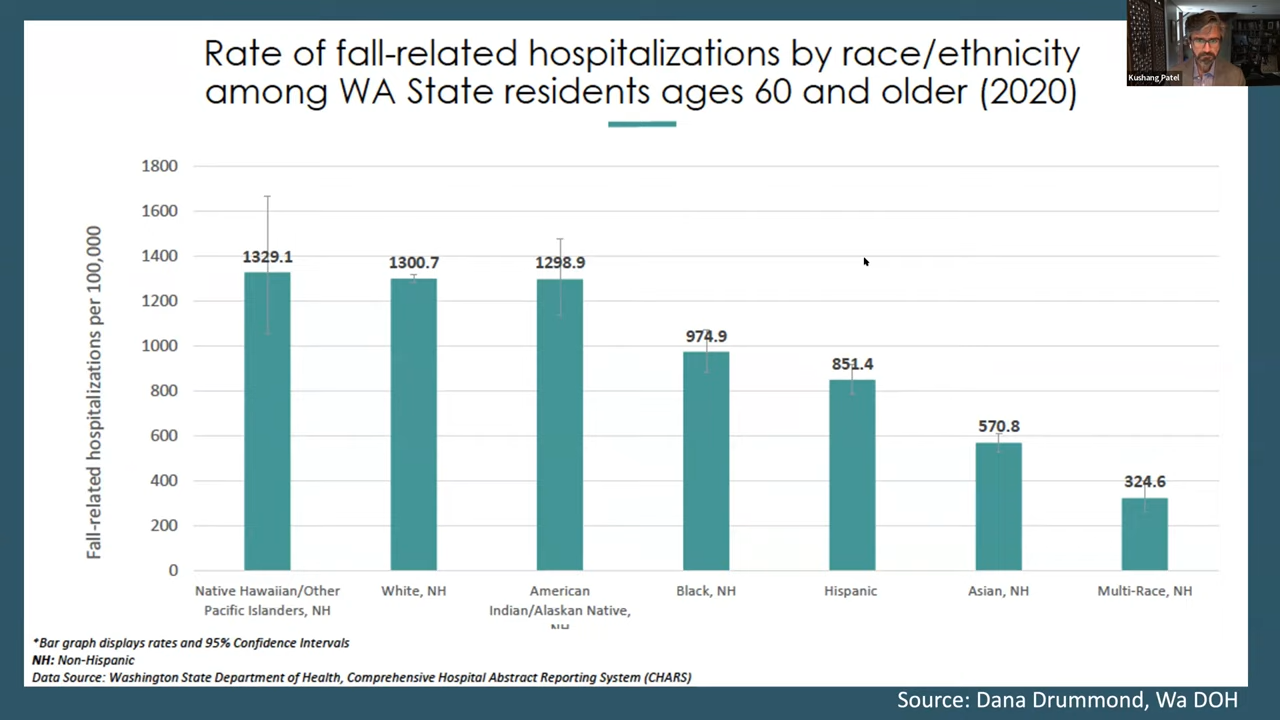 Rate of fall-related hospitalizations by race/ethnicity
among WA State residents ages 60 and older (2020)
Kushang Patel
Fall-related hospitalizations per 100,000
1800
1600
1400
1200
1000
800
600
400
200
0
1329.1
1300.7
1298.9
974.9
851.4
570.8
324.6
Native Hawaiian/Other
Pacific Islanders, NH
White, NH
American
Indian/Alaskan Native,
NH
Black, NH
Hispanic
Asian, NH
Multi-Race, NH
*Bar graph displays rates and 95% Confidence Intervals
NH: Non-Hispanic
Data Source: Washington State Department of Health, Comprehensive Hospital Abstract Reporting System (CHARS)
Source: Dana Drummond, Wa DOH